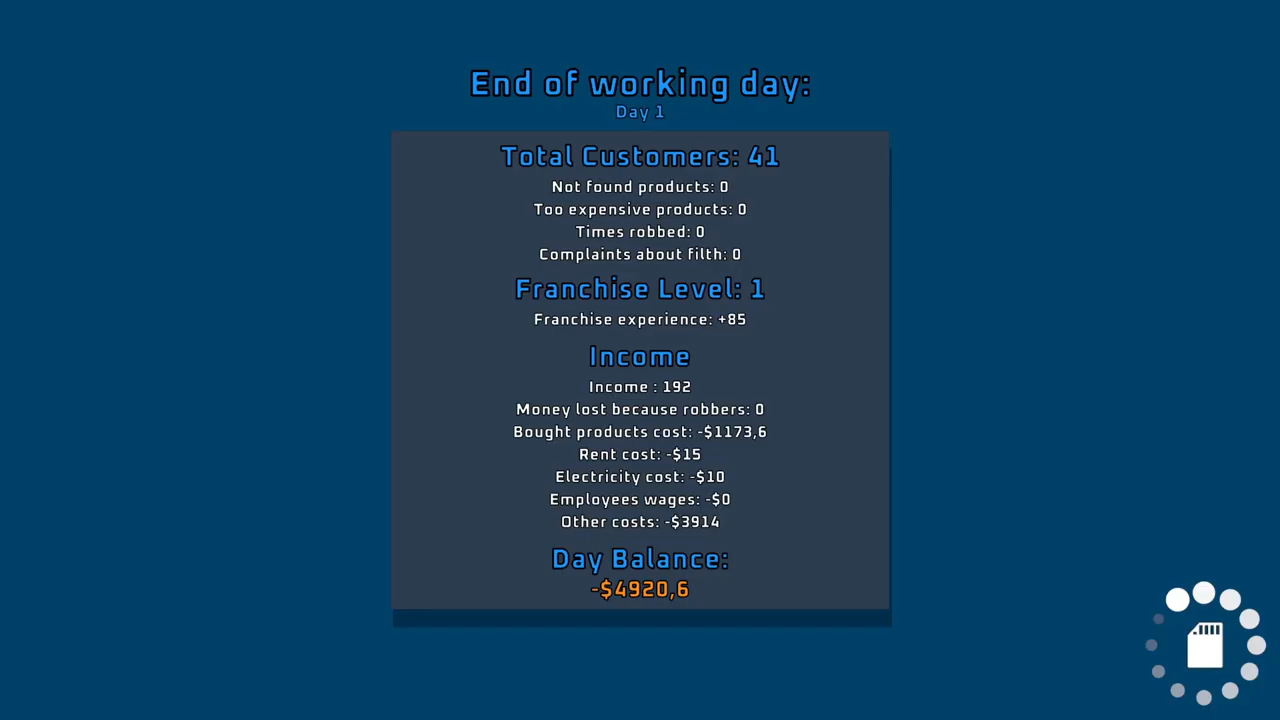 End of working day:
Day 1
Total Customers: 41
Not found products: 0
Too expensive products: 0
Times robbed: 0
Complaints about filth: 0
Franchise Level: 1
Franchise experience: +85
Income
Income : 192
Money lost because robbers: 0
Bought products cost: -$1173,6
Rent cost: -$15
Electricity cost: -$10
Employees wages: -$0
Other costs: -$3914
Day Balance:
-$4920,6